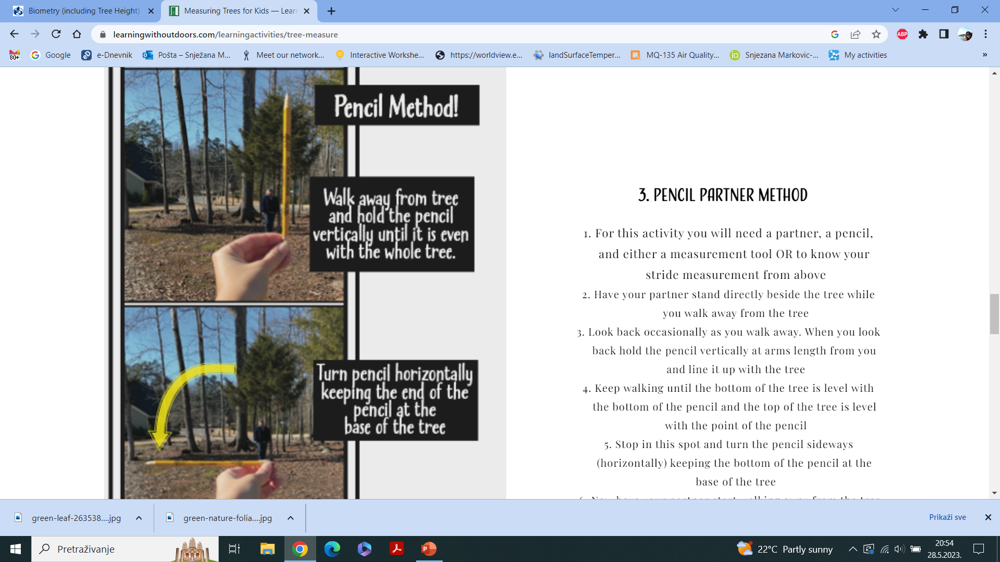 Biometry (including Tree Height)
Measuring Trees for Kids — Lear
learningwithoutdoors.com/learningactivities/tree-measure
ABP
80+
Google
e-Dnevnik
Pošta – Snježana M...
Meet our network...
Interactive Workshe...
https://worldview.e...
landSurfaceTemper...
MQ-135 Air Quality...
Snjezana Markovic-...
My activities
»
Pencil Method!
Walk away from tree
and hold the pencil
vertically until it is even
with the whole tree.
Turn pencil horizontally
keeping the end of the
pencil at the
base of the tree
3. PENCIL PARTNER METHOD
1. For this activity you will need a partner, a pencil,
and either a measurement tool OR to know your
stride measurement from above
2. Have your partner stand directly beside the tree while
you walk away from the tree
3. Look back occasionally as you walk away. When you look
back hold the pencil vertically at arms length from you
and line it up with the tree
4. Keep walking until the bottom of the tree is level with
the bottom of the pencil and the top of the tree is level
with the point of the pencil
5. Stop in this spot and turn the pencil sideways
(horizontally) keeping the bottom of the pencil at the
base of the tree
green-leaf-263538....jpg
green-nature-folia....jpg
Prikaži sve
Pretraživanje
22°C Partly sunny
20:54
28.5.2023.